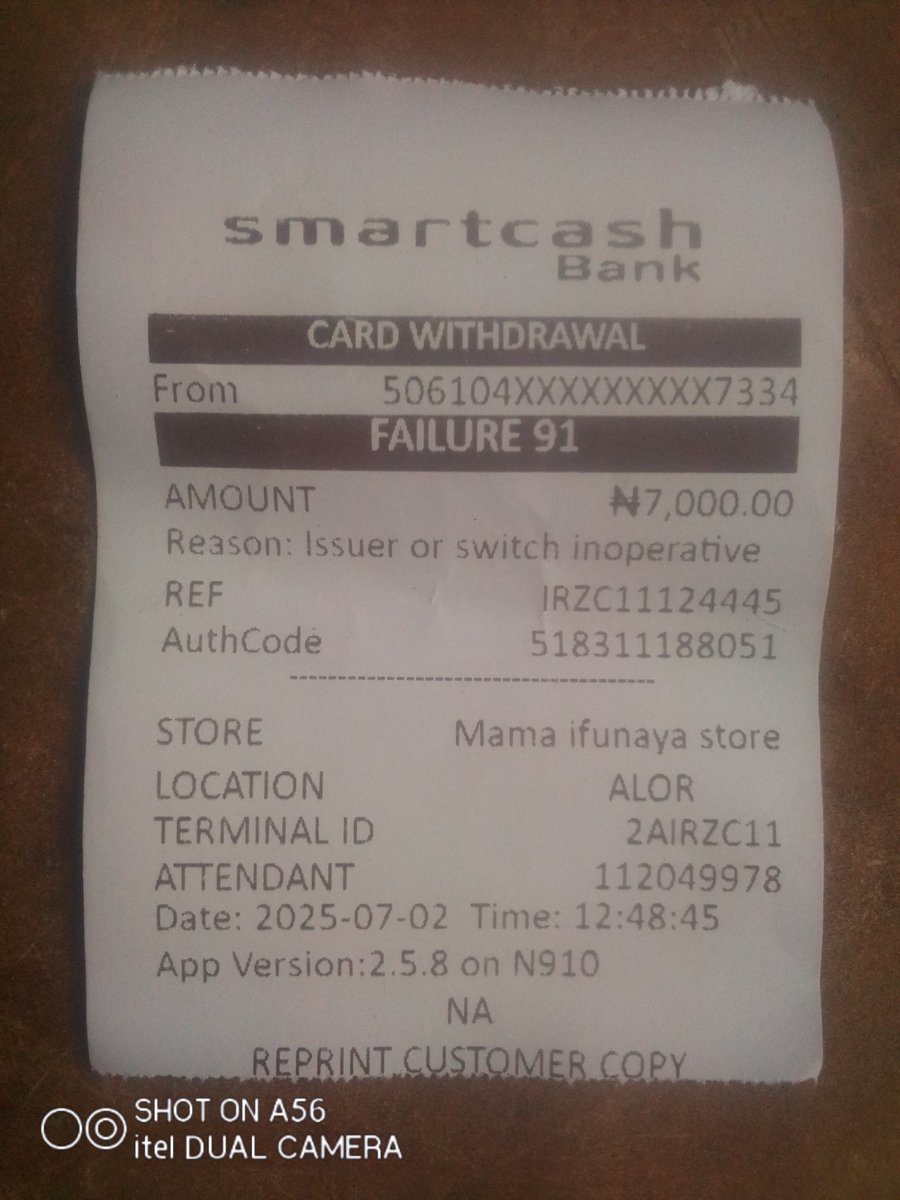 smartcash
Bank
CARD WITHDRAWAL
From 506104XXXXXXXXX7334
FAILURE 91
AMOUNT ₦7,000.00
Reason: Issuer or switch inoperative
REF IRZC11124445
AuthCode 518311188051
------------------------------------
STORE Mama ifunaya store
LOCATION ALOR
TERMINAL ID 2AIRZC11
ATTENDANT 112049978
Date: 2025-07-02 Time: 12:48:45
App Version:2.5.8 on N910
NA
REPRINT CUSTOMER COPY
SHOT ON A56
itel DUAL CAMERA